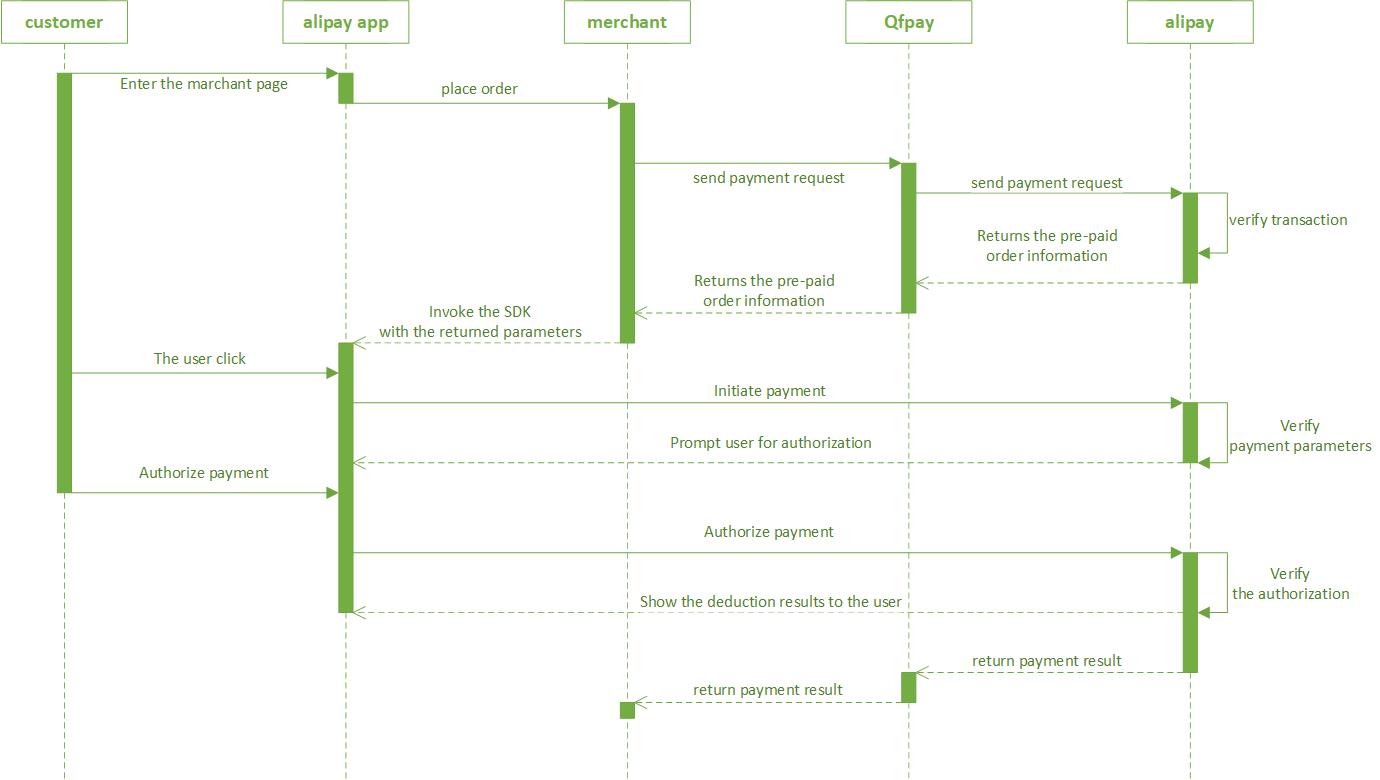 customer
alipay app
merchant
Qfpay
alipay
Enter the marchant page
place order
send payment request
send payment request
verify transaction
Returns the pre-paid
order information
Returns the pre-paid
order information
Invoke the SDK
with the returned parameters
The user click
Initiate payment
Verify
payment parameters
Prompt user for authorization
Authorize payment
Authorize payment
Verify
the authorization
Show the deduction results to the user
return payment result
return payment result